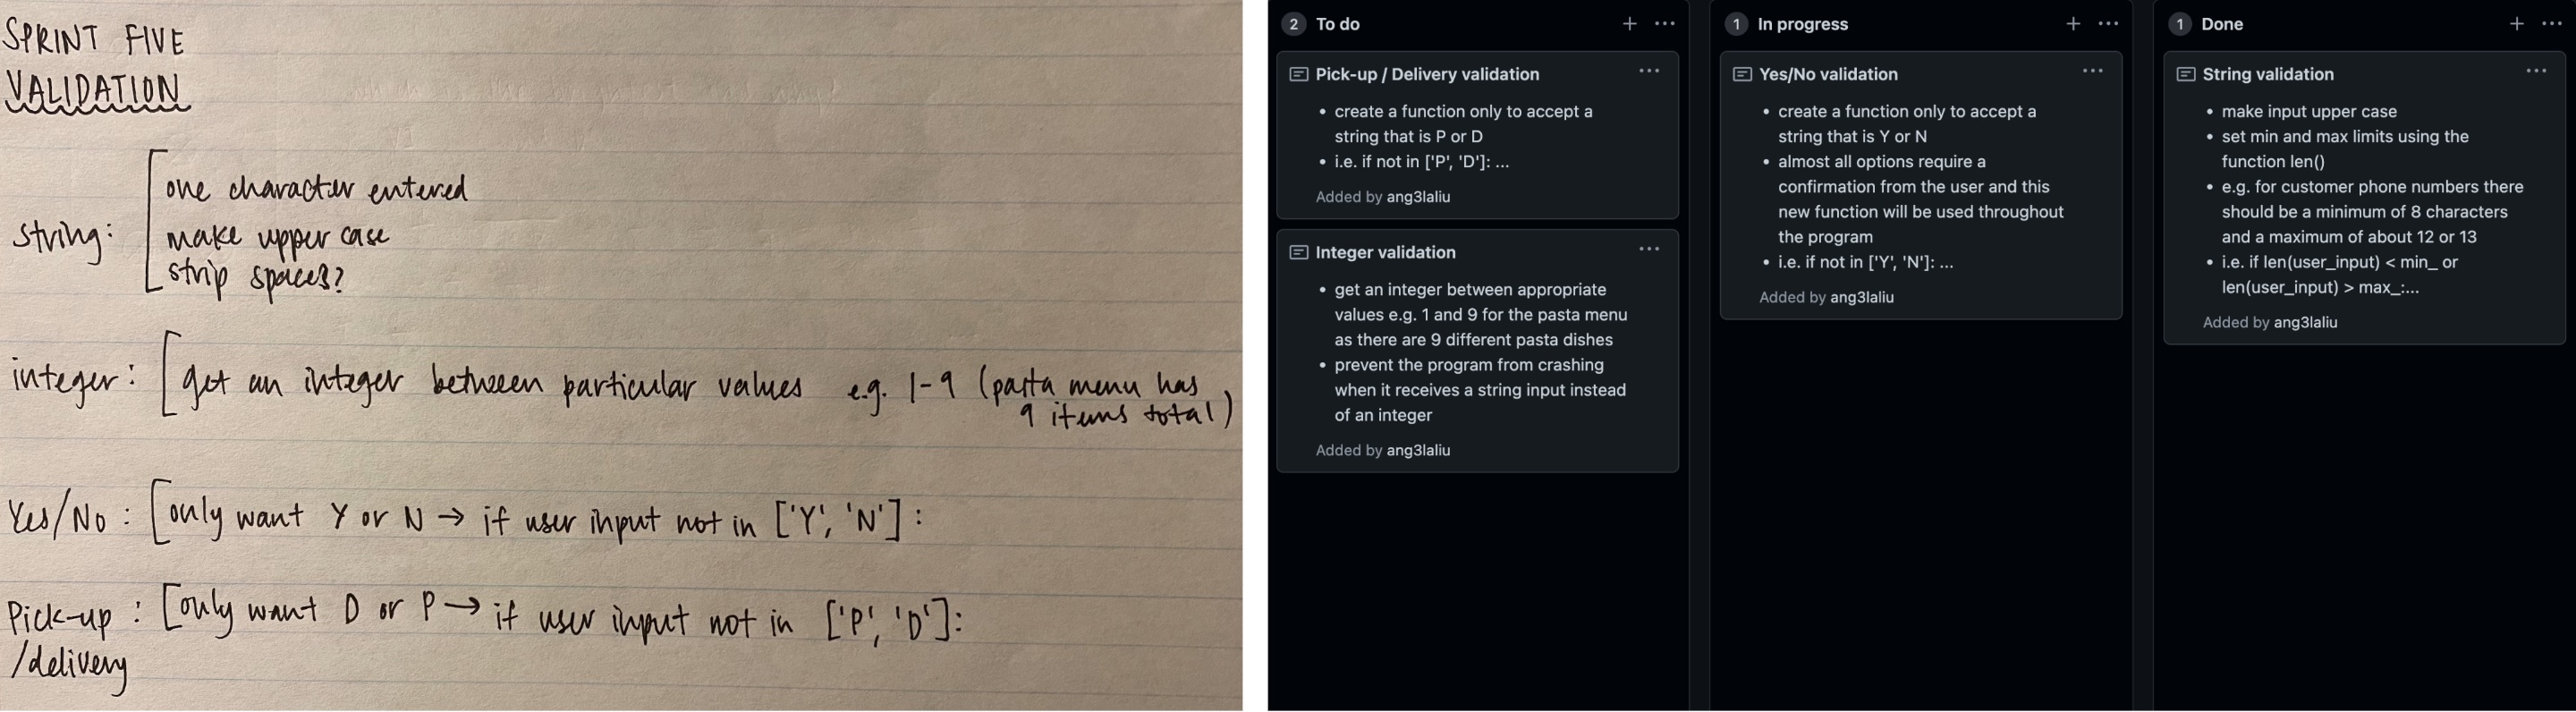 SPRINT FIVE
VALIDATION
string:
one character entered
make upper case
strip spaces?
integer:
get an integer between particular values e.g. 1-9 (pasta menu has
9 items total)
Yes/No : [only want Y or N → if user input not in ['Y', 'N'] :
Pick-up : [only want D or P → if user input not in ['P', 'D']:
/delivery
2 To do
Pick-up / Delivery validation
• create a function only to accept a
string that is P or D
• i.e. if not in ['P', 'D']: ...
Added by ang3laliu
Integer validation
• get an integer between appropriate
values e.g. 1 and 9 for the pasta menu
as there are 9 different pasta dishes
• prevent the program from crashing
when it receives a string input instead
of an integer
Added by ang3laliu
1 In progress
Yes/No validation
• create a function only to accept a
string that is Y or N
• almost all options require a
confirmation from the user and this
new function will be used throughout
the program
• i.e. if not in ['Y', 'N']: ...
Added by ang3laliu
1 Done
String validation
• make input upper case
• set min and max limits using the
function len()
• e.g. for customer phone numbers there
should be a minimum of 8 characters
and a maximum of about 12 or 13
• i.e. if len(user_input) < min_ or
len(user_input) > max_:...
Added by ang3laliu